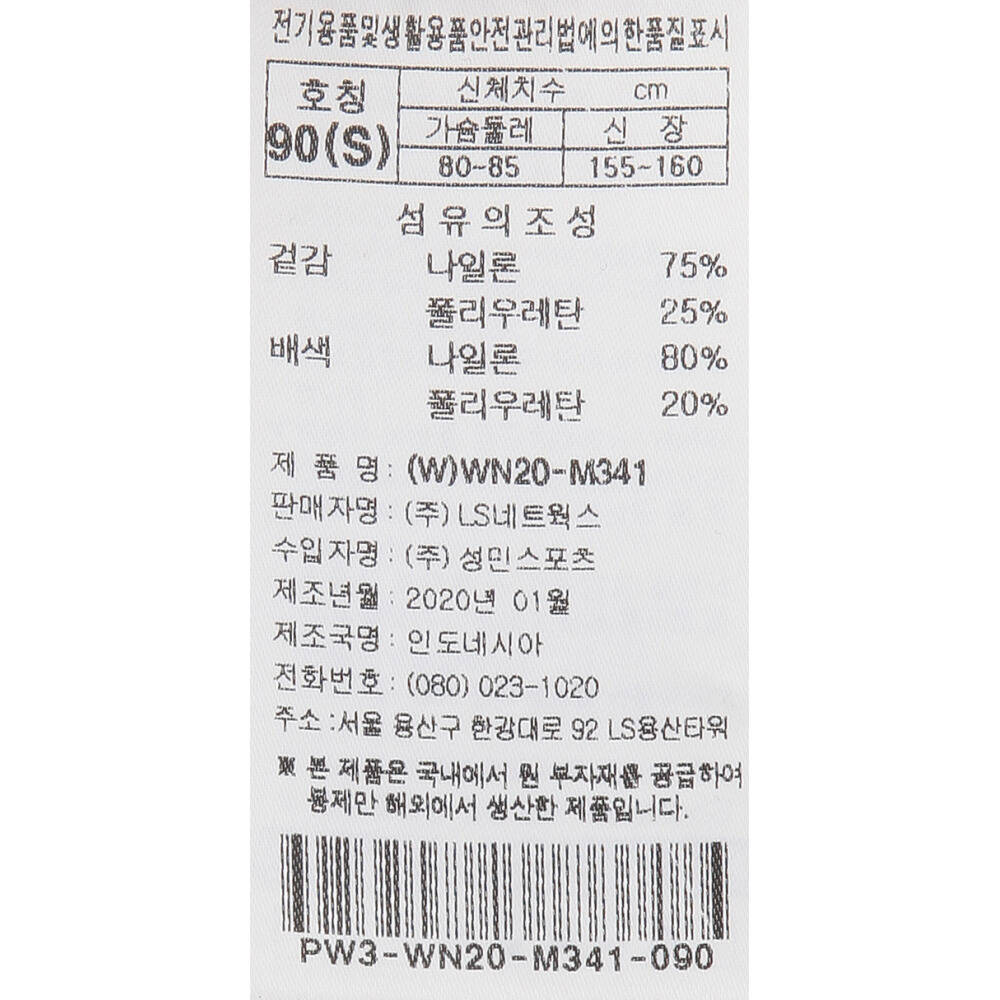 전기용품및생활용품안전관리법에의한품질표시
호칭 신체치수 cm
90(S) 가슴둘레 신 장
80~85 155~160
섬유의조성
겉감 나일론 75%
폴리우레탄 25%
배색 나일론 80%
폴리우레탄 20%
제 품 명 : (W)WN20-M341
판매자명 : (주) LS네트웍스
수입자명 : (주) 성민스포츠
제조년월 : 2020년 01월
제조국명 : 인도네시아
전화번호 : (080) 023-1020
주소 :서울 용산구 한강대로 92 LS용산타워
※ 본 제품은 국내에서 원 부자재를 공급하여
봉제만 해외에서 생산한 제품입니다.
PW3-WN20-M341-090